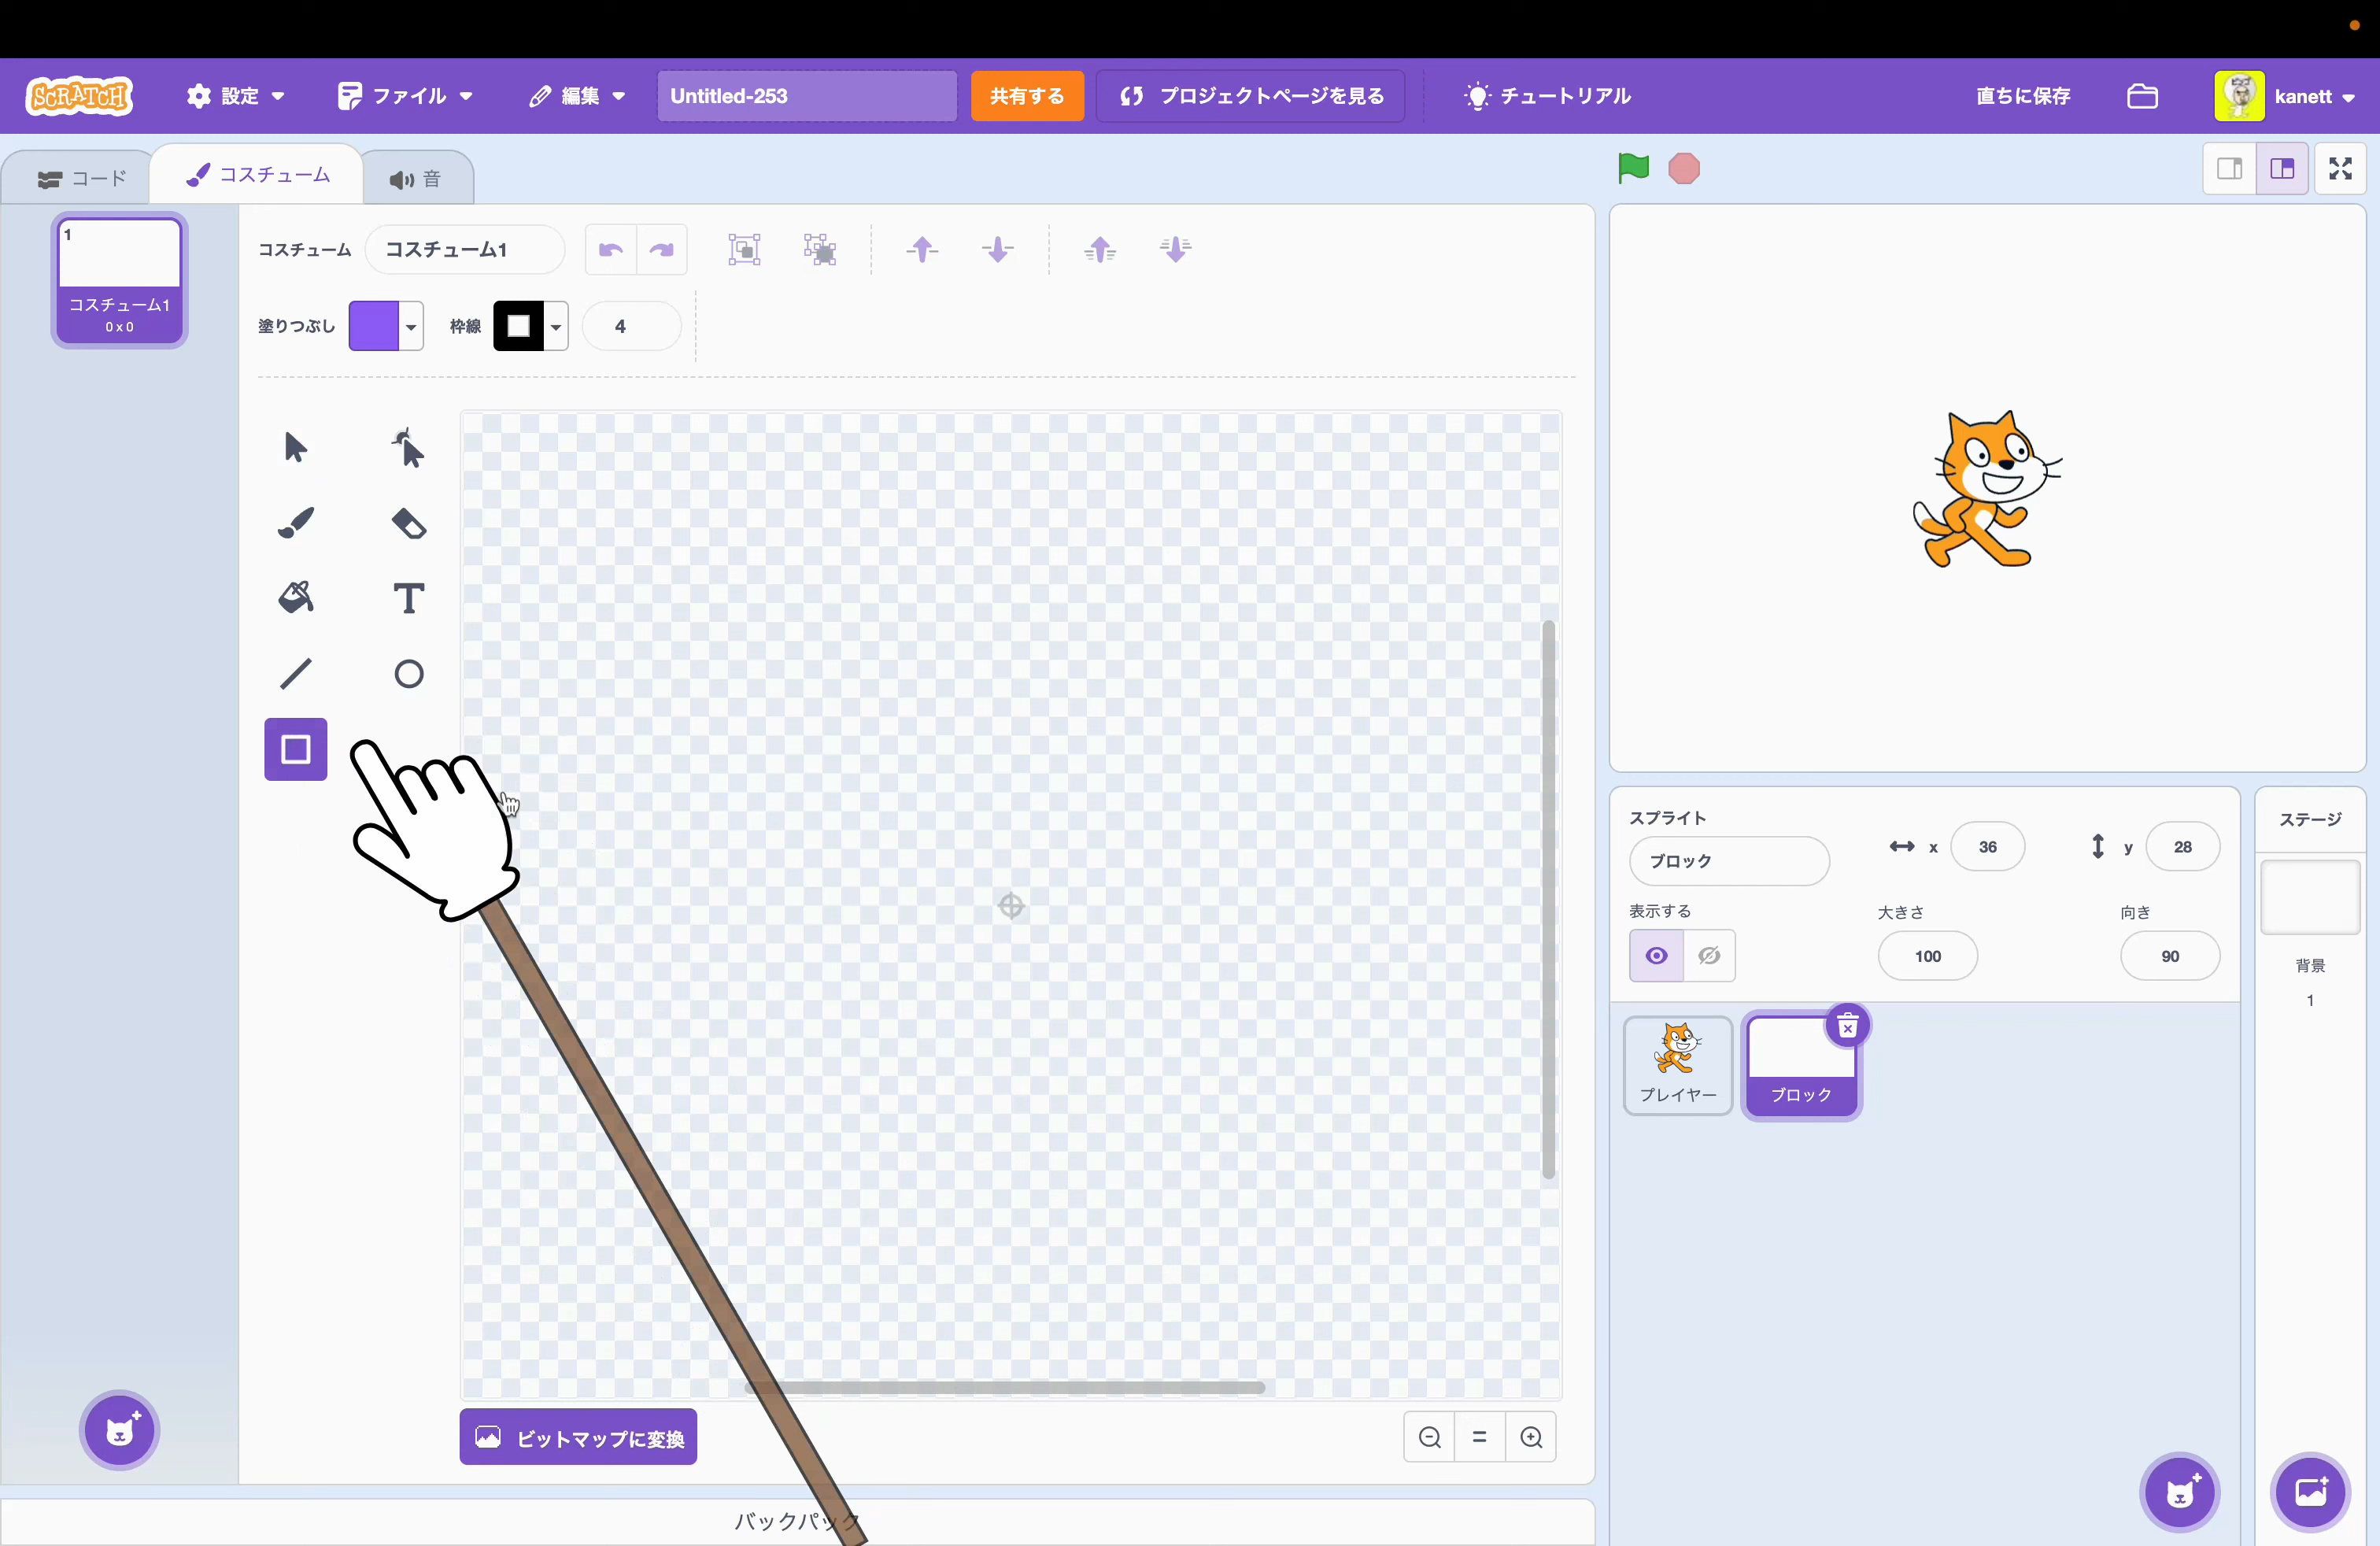 SCRATCH 設定 ファイル 編集 Untitled-253 共有する プロジェクトページを見る チュートリアル 直ちに保存 kanett
コード コスチューム 音
1
コスチューム1
0 x 0
コスチューム コスチューム1
塗りつぶし 枠線 4
T
ビットマップに変換
バックパック
スプライト
ブロック x 36 y 28
表示する 大きさ 向き
100 90
プレイヤー ブロック
ステージ
背景
1